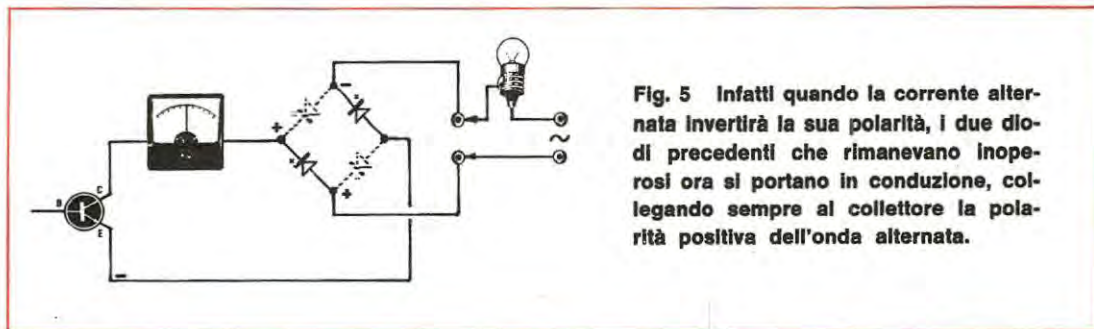 Fig. 5 Infatti quando la corrente alter-
nata invertirà la sua polarità, i due dio-
di precedenti che rimanevano inope-
rosi ora si portano in conduzione, col-
legando sempre al collettore la pola-
rità positiva dell'onda alternata.
B
C
E
−
+
−
+
~